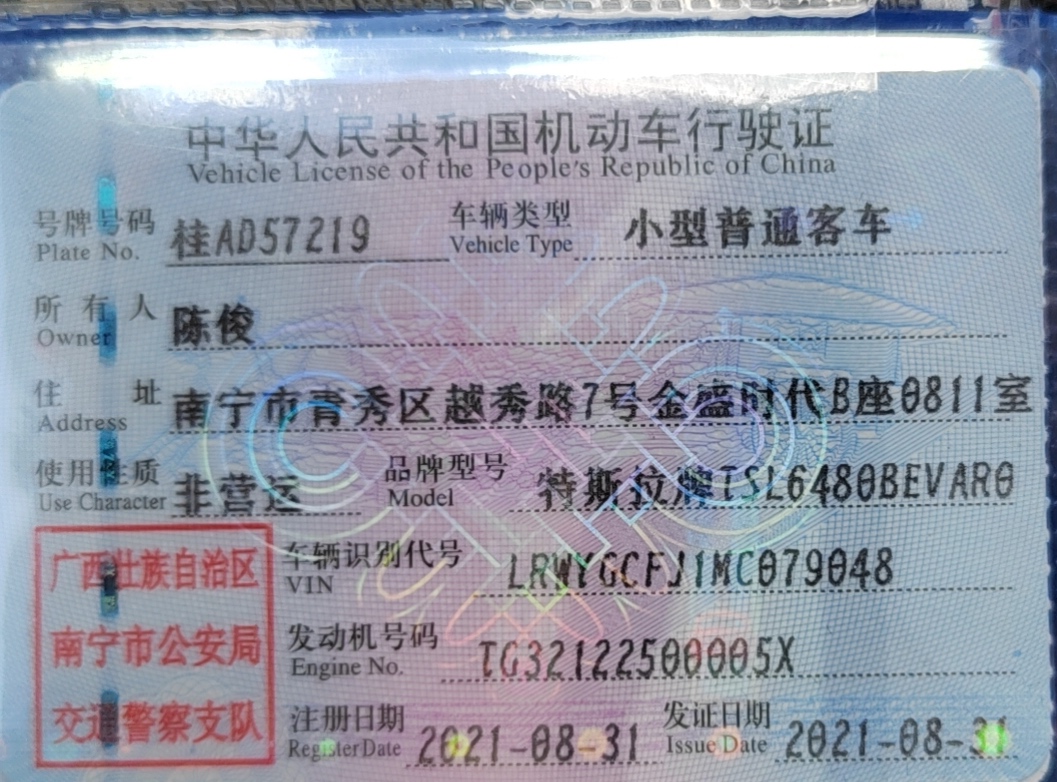 中华人民共和国机动车行驶证
Vehicle License of the People's Republic of China
号牌号码 桂AD57219 车辆类型 小型普通客车
Plate No. Vehicle Type
所有人 陈俊
Owner
住址 南宁市青秀区越秀路7号金盛时代B座0811室
Address
使用性质 非营运 品牌型号 特斯拉牌TSL6480BEVAR0
Use Character Model
广西壮族自治区
南宁市公安局
交通警察支队
车辆识别代号 LRWYGCFJ1MC079048
VIN
发动机号码 TG32122500005X
Engine No.
注册日期 2021-08-31 发证日期 2021-08-31
Register Date Issue Date